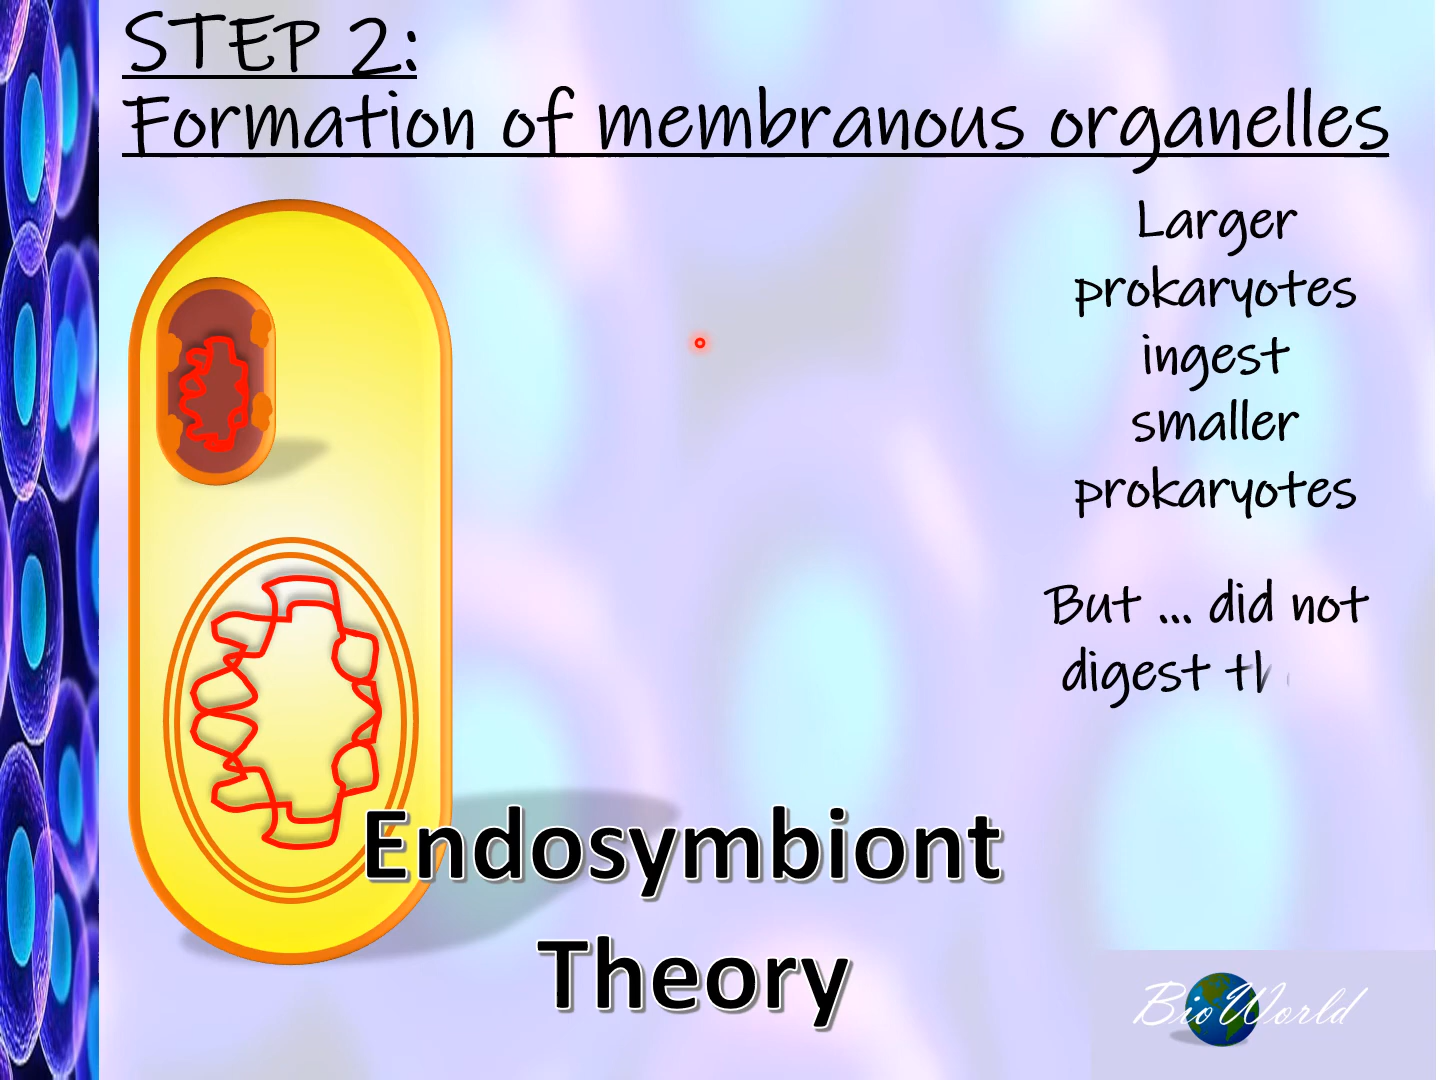 STEP 2:
Formation of membranous organelles
Larger
prokaryotes
ingest
smaller
prokaryotes
But ... did not
digest
Endosymbiont
Theory
BioWorld